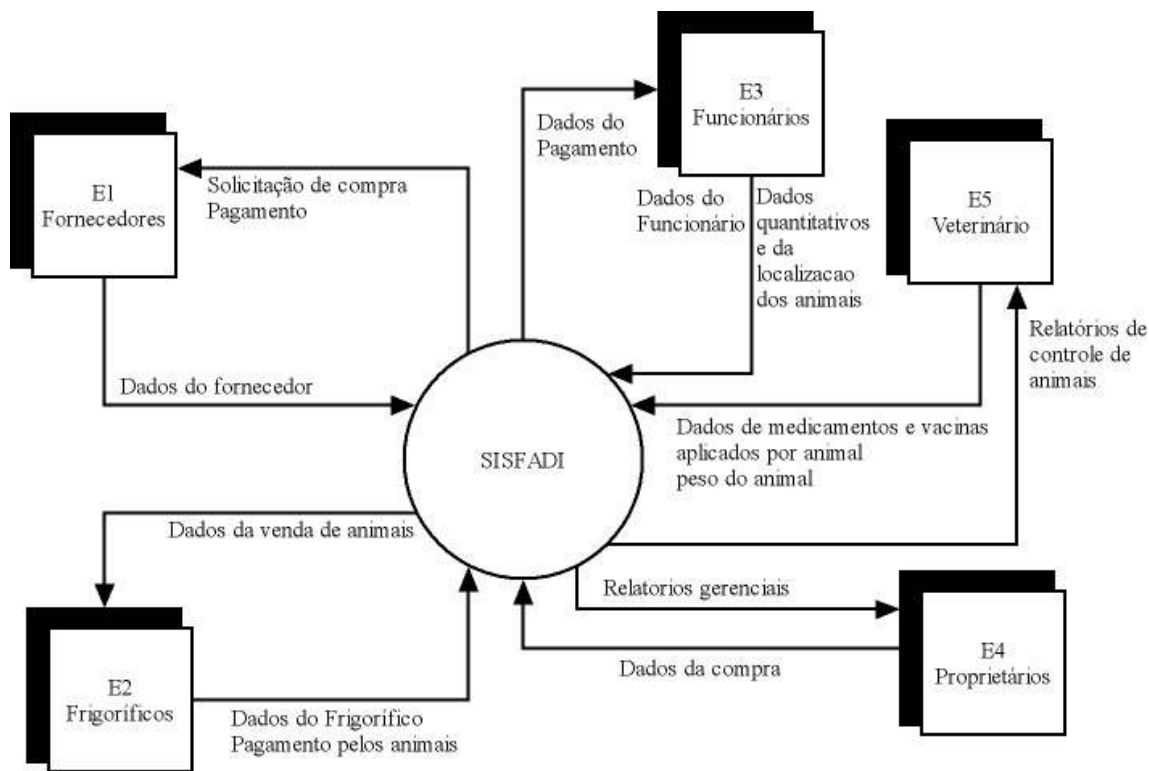 E3
Funcionários
Dados do
Pagamento
E1
Fornecedores
Solicitação de compra
Pagamento
Dados do
Funcionário
Dados
quantitativos
e da
localizacao
dos animais
E5
Veterinário
Relatórios de
controle de
animais
Dados do fornecedor
Dados de medicamentos e vacinas
aplicados por animal
peso do animal
SISFADI
Dados da venda de animais
Relatorios gerenciais
E4
Proprietários
Dados da compra
E2
Frigoríficos
Dados do Frigorífico
Pagamento pelos animais